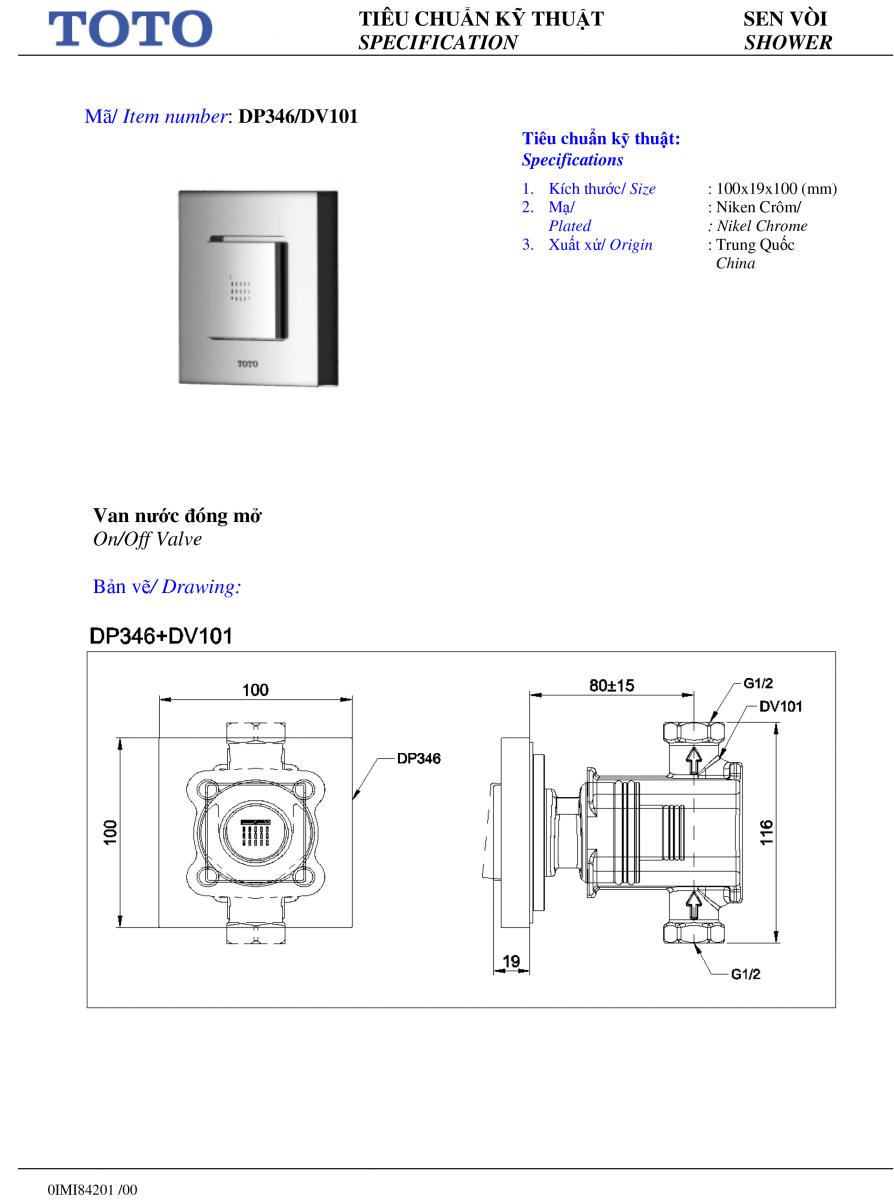 TOTO
TIÊU CHUẨN KỸ THUẬT
SPECIFICATION
SEN VÒI
SHOWER
Mã/ Item number: DP346/DV101
Tiêu chuẩn kỹ thuật:
Specifications
1. Kích thước/ Size : 100x19x100 (mm)
2. Mạ/ : Niken Crôm/
Plated : Nikel Chrome
3. Xuất xứ/ Origin : Trung Quốc
China
TOTO
Van nước đóng mở
On/Off Valve
Bản vẽ/ Drawing:
DP346+DV101
100
80±15
G1/2
DV101
DP346
100
116
19
G1/2
0IMI84201 /00